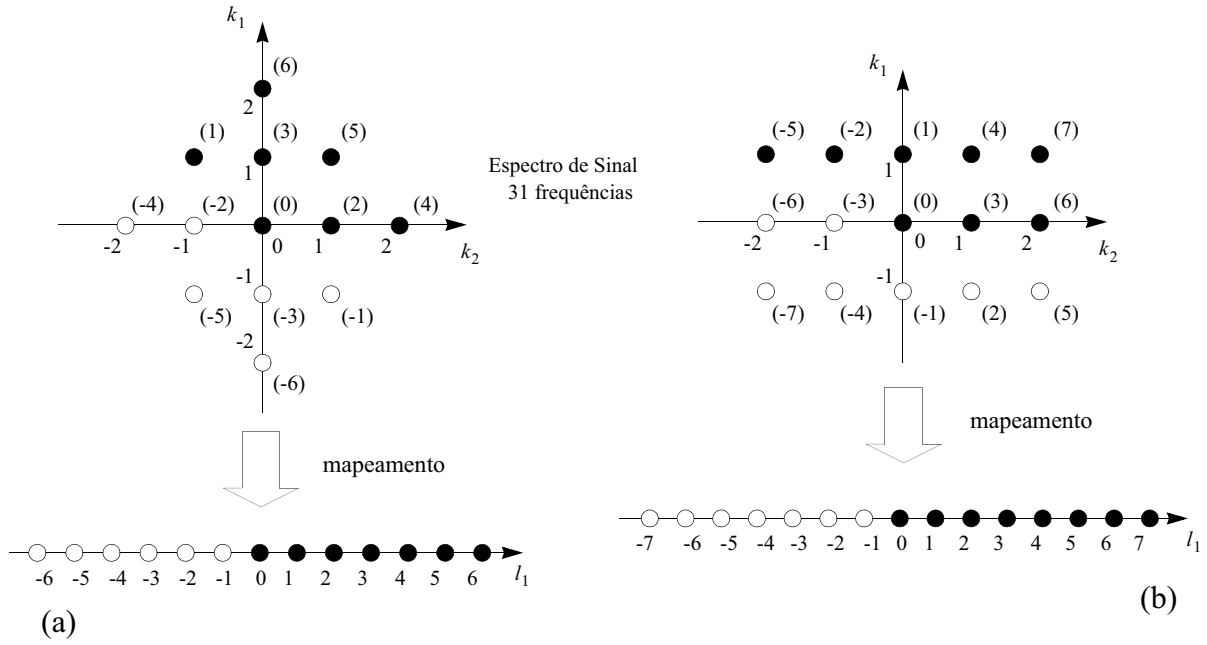 k1
(6)
2
(1) (3) (5)
1
(-4) (-2) (0) (2) (4)
-2 -1 0 1 2 k2
-1
(-5) (-3) (-1)
-2
(-6)
mapeamento
-6 -5 -4 -3 -2 -1 0 1 2 3 4 5 6 l1
(a)
Espectro de Sinal
31 frequências
k1
(-5) (-2) (1) (4) (7)
1
(-6) (-3) (0) (3) (6)
-2 -1 0 1 2 k2
-1
(-7) (-4) (-1) (2) (5)
mapeamento
-7 -6 -5 -4 -3 -2 -1 0 1 2 3 4 5 6 7 l1
(b)